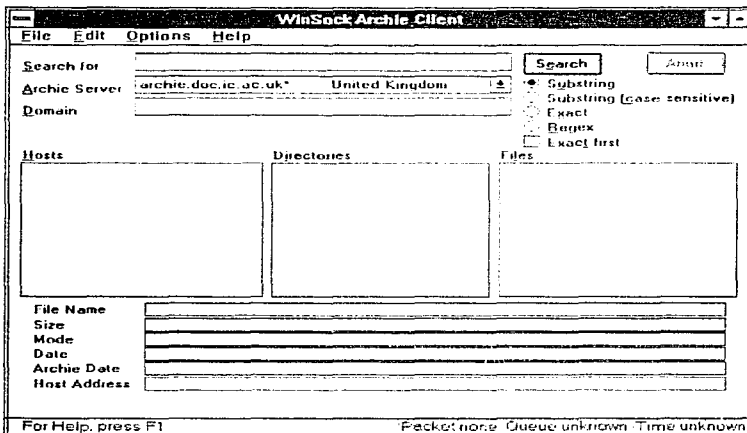 WinSock Archie Client
File Edit Options Help
Search for
Search
Abort
Archie Server
archie.doc.ic.ac.uk* United Kingdom
Substring
Substring (case sensitive)
Domain
Exact
Regex
Exact first
Hosts
Directories
Files
File Name
Size
Mode
Date
Archie Date
Host Address
For Help, press F1
Packet none Queue unknown Time unknown